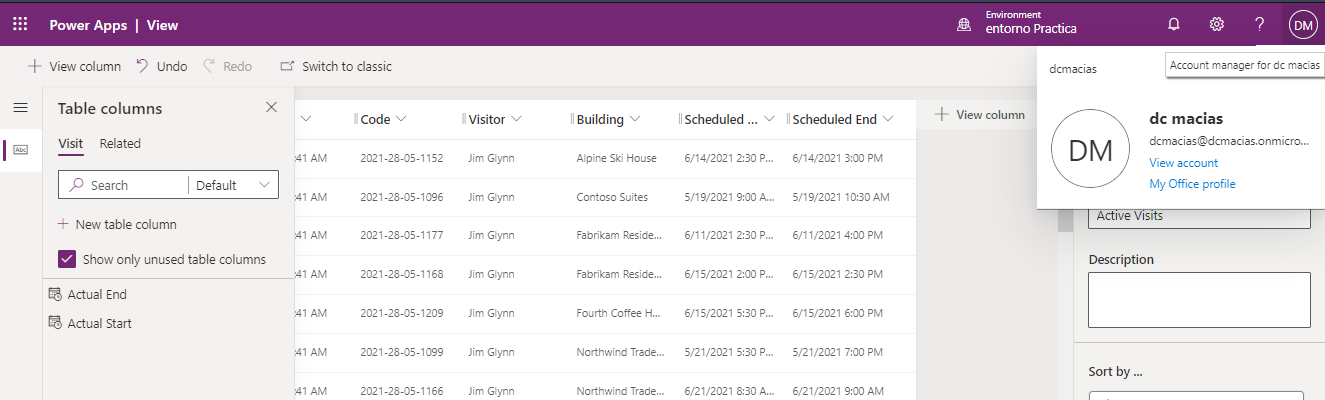 Power Apps | View
Environment
entorno Practica
DM
View column
Undo
Redo
Switch to classic
dcmacias
Account manager for dc macias
DM
dc macias
dcmacias@dcmacias.onmicro...
View account
My Office profile
Table columns
Visit
Related
Search
Default
New table column
Show only unused table columns
Actual End
Actual Start
Abc
Code Visitor Building Scheduled ... Scheduled End
:41 AM 2021-28-05-1152 Jim Glynn Alpine Ski House 6/14/2021 2:30 P... 6/14/2021 3:00 PM
:41 AM 2021-28-05-1096 Jim Glynn Contoso Suites 5/19/2021 9:00 A... 5/19/2021 10:30 AM
:41 AM 2021-28-05-1177 Jim Glynn Fabrikam Reside... 6/11/2021 2:30 P... 6/11/2021 4:00 PM
:41 AM 2021-28-05-1168 Jim Glynn Fabrikam Reside... 6/15/2021 2:00 P... 6/15/2021 2:30 PM
:41 AM 2021-28-05-1209 Jim Glynn Fourth Coffee H... 6/15/2021 5:30 P... 6/15/2021 6:00 PM
:41 AM 2021-28-05-1099 Jim Glynn Northwind Trade... 5/21/2021 5:30 P... 5/21/2021 7:00 PM
:41 AM 2021-28-05-1166 Jim Glynn Northwind Trade... 6/21/2021 8:30 A... 6/21/2021 9:00 AM
View column
Active Visits
Description
Sort by ...